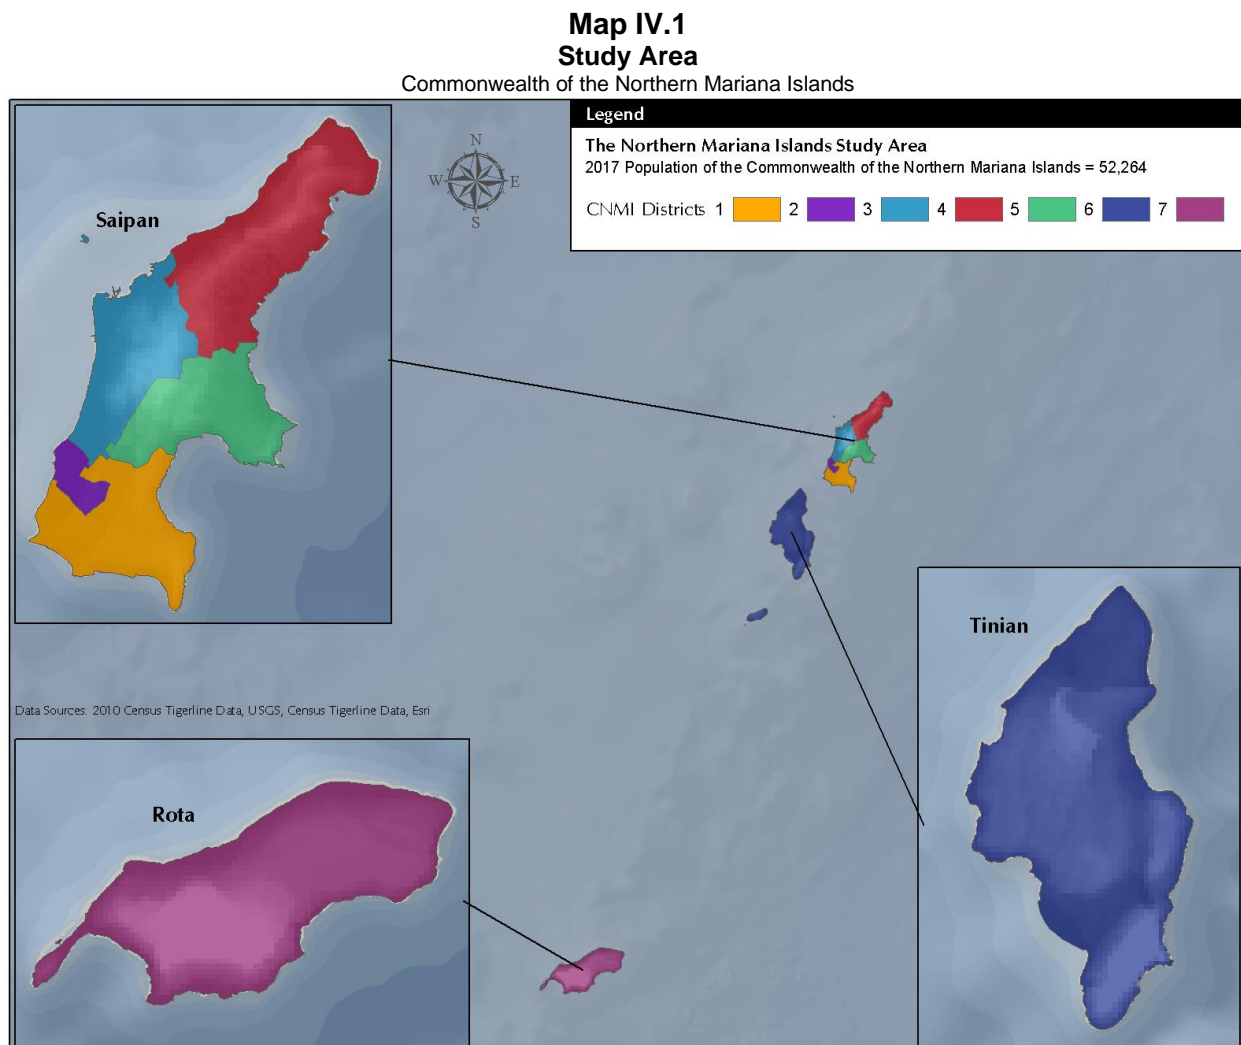 Map IV.1
Study Area
Commonwealth of the Northern Mariana Islands
Legend
The Northern Mariana Islands Study Area
2017 Population of the Commonwealth of the Northern Mariana Islands = 52,264
CNMI Districts 1 2 3 4 5 6 7
N
W E
S
Saipan
Tinian
Data Sources: 2010 Census Tigerline Data, USGS, Census Tigerline Data, Esri
Rota